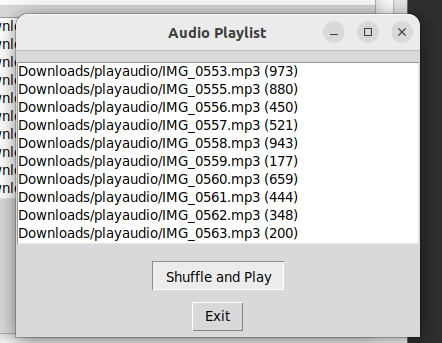 Audio Playlist
Downloads/playaudio/IMG_0553.mp3 (973)
Downloads/playaudio/IMG_0555.mp3 (880)
Downloads/playaudio/IMG_0556.mp3 (450)
Downloads/playaudio/IMG_0557.mp3 (521)
Downloads/playaudio/IMG_0558.mp3 (943)
Downloads/playaudio/IMG_0559.mp3 (177)
Downloads/playaudio/IMG_0560.mp3 (659)
Downloads/playaudio/IMG_0561.mp3 (444)
Downloads/playaudio/IMG_0562.mp3 (348)
Downloads/playaudio/IMG_0563.mp3 (200)
Shuffle and Play
Exit